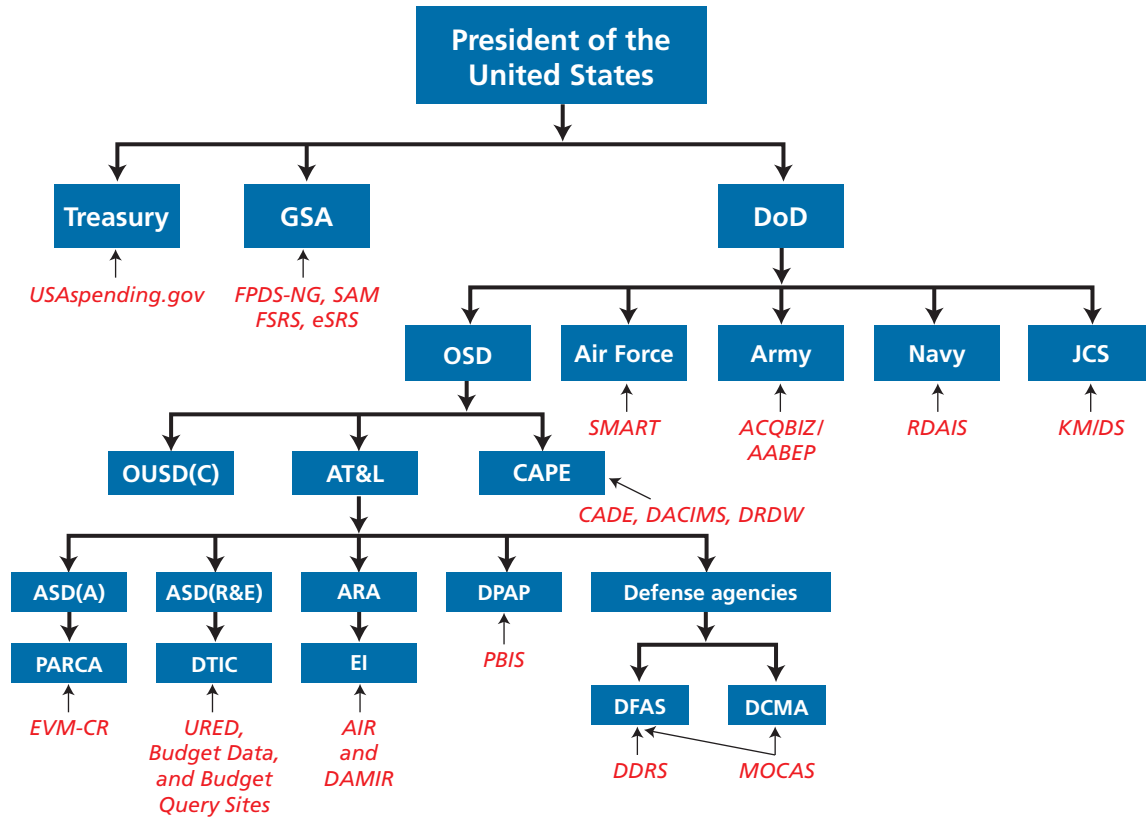 President of the
United States
Treasury
GSA
DoD
USAspending.gov
FPDS-NG, SAM
FSRS, eSRS
OSD
Air Force
Army
Navy
JCS
SMART
ACQBIZ/
AABEP
RDAIS
KM/DS
OUSD(C)
AT&L
CAPE
CADE, DACIMS, DRDW
ASD(A)
ASD(R&E)
ARA
DPAP
Defense agencies
PARCA
DTIC
EI
PBIS
DFAS
DCMA
EVM-CR
URED,
Budget Data,
and Budget
Query Sites
AIR
and
DAMIR
DDRS
MOCAS